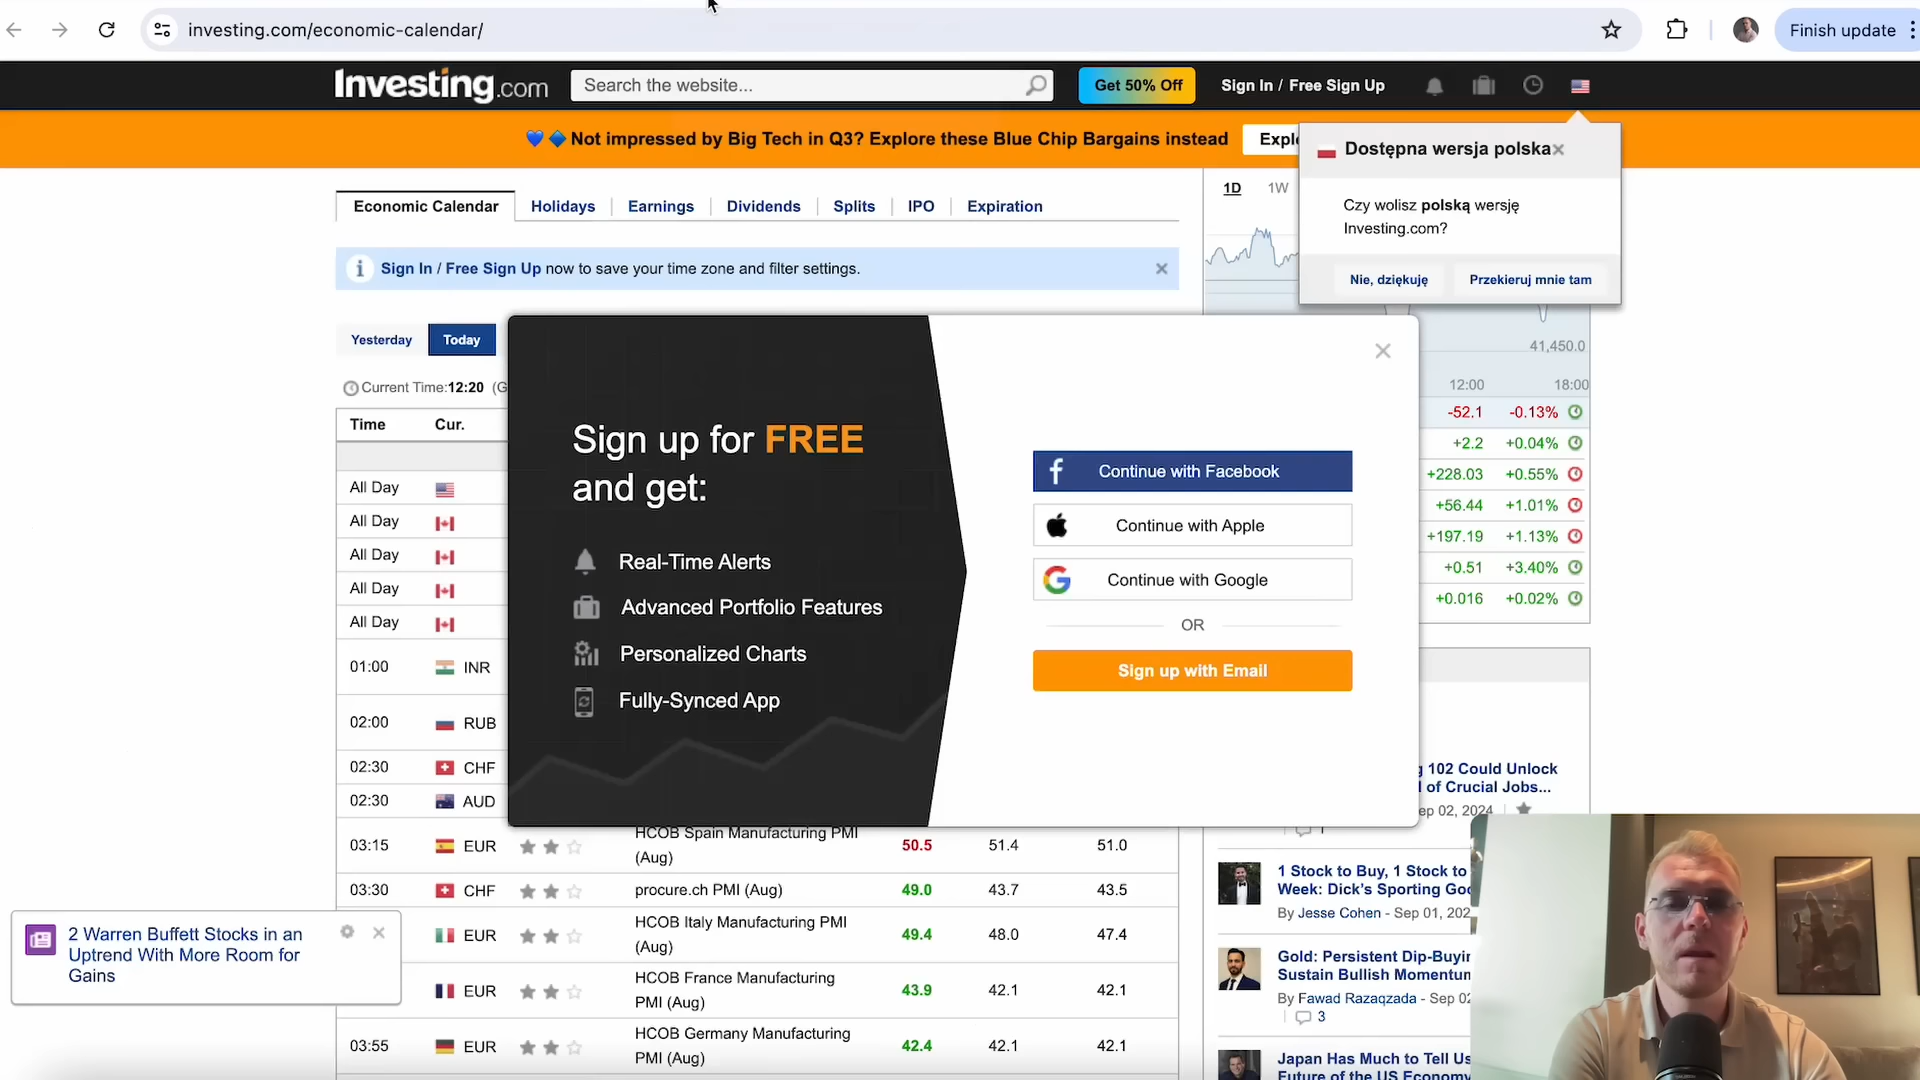 investing.com/economic-calendar/
Finish update
Investing.com
Search the website...
Get 50% Off
Sign In / Free Sign Up
Not impressed by Big Tech in Q3? Explore these Blue Chip Bargains instead
Dostępna wersja polska
Czy wolisz polską wersję
Investing.com?
Nie, dziękuję
Przekieruj mnie tam
Economic Calendar
Holidays
Earnings
Dividends
Splits
IPO
Expiration
1D
1W
Sign In / Free Sign Up now to save your time zone and filter settings.
Yesterday
Today
Current Time:12:20
41,450.0
12:00
18:00
Time
Cur.
All Day
All Day
All Day
All Day
All Day
01:00 INR
02:00 RUB
02:30 CHF
02:30 AUD
Sign up for FREE
and get:
Real-Time Alerts
Advanced Portfolio Features
Personalized Charts
Fully-Synced App
Continue with Facebook
Continue with Apple
Continue with Google
OR
Sign up with Email
-52.1 -0.13%
+2.2 +0.04%
+228.03 +0.55%
+56.44 +1.01%
+197.19 +1.13%
+0.51 +3.40%
+0.016 +0.02%
03:15 EUR HCOB Spain Manufacturing PMI
(Aug) 50.5 51.4 51.0
03:30 CHF procure.ch PMI (Aug) 49.0 43.7 43.5
EUR HCOB Italy Manufacturing PMI
(Aug) 49.4 48.0 47.4
EUR HCOB France Manufacturing
PMI (Aug) 43.9 42.1 42.1
03:55 EUR HCOB Germany Manufacturing
PMI (Aug) 42.4 42.1 42.1
2 Warren Buffett Stocks in an
Uptrend With More Room for
Gains
102 Could Unlock
of Crucial Jobs...
02, 2024
1 Stock to Buy, 1 Stock to
Week: Dick's Sporting
By Jesse Cohen - Sep 01,
Gold: Persistent
Sustain Bullish Momentum
By Fawad Razaqzada - Sep
3
Japan Has Much to Tell Us
Future of the US Economy